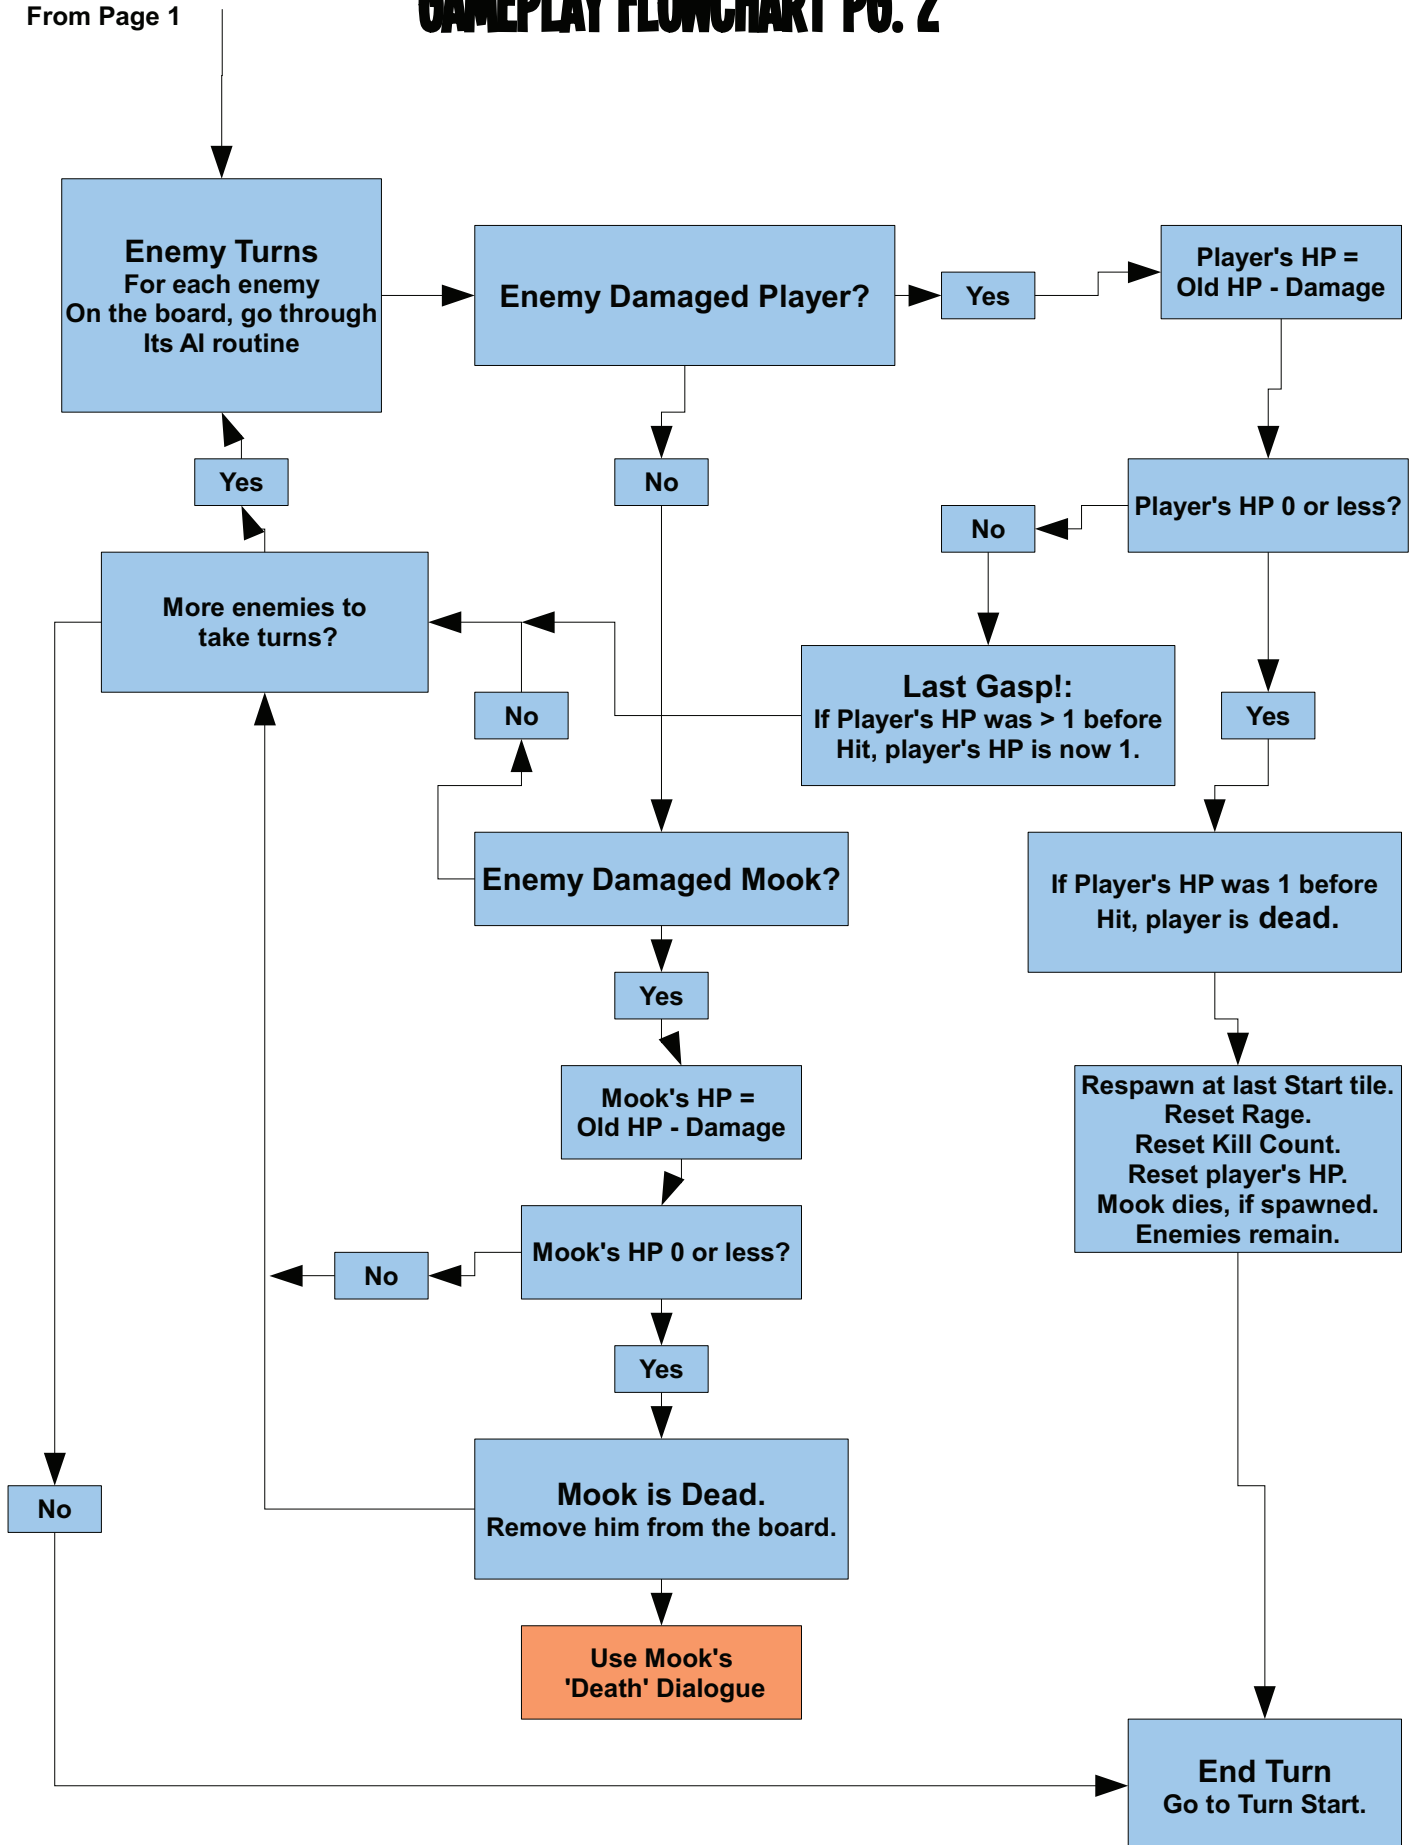 From Page 1
GAMEPLAY FLOWCHART PG. 2
Enemy Turns
For each enemy
On the board, go through
Its AI routine
Enemy Damaged Player?
Yes
Player's HP =
Old HP - Damage
No
Yes
Player's HP 0 or less?
No
More enemies to
take turns?
Last Gasp!:
If Player's HP was > 1 before
Hit, player's HP is now 1.
No
Yes
Enemy Damaged Mook?
If Player's HP was 1 before
Hit, player is dead.
Yes
Mook's HP =
Old HP - Damage
Respawn at last Start tile.
Reset Rage.
Reset Kill Count.
Reset player's HP.
Mook dies, if spawned.
Enemies remain.
Mook's HP 0 or less?
No
Yes
Mook is Dead.
Remove him from the board.
No
Use Mook's
'Death' Dialogue
End Turn
Go to Turn Start.